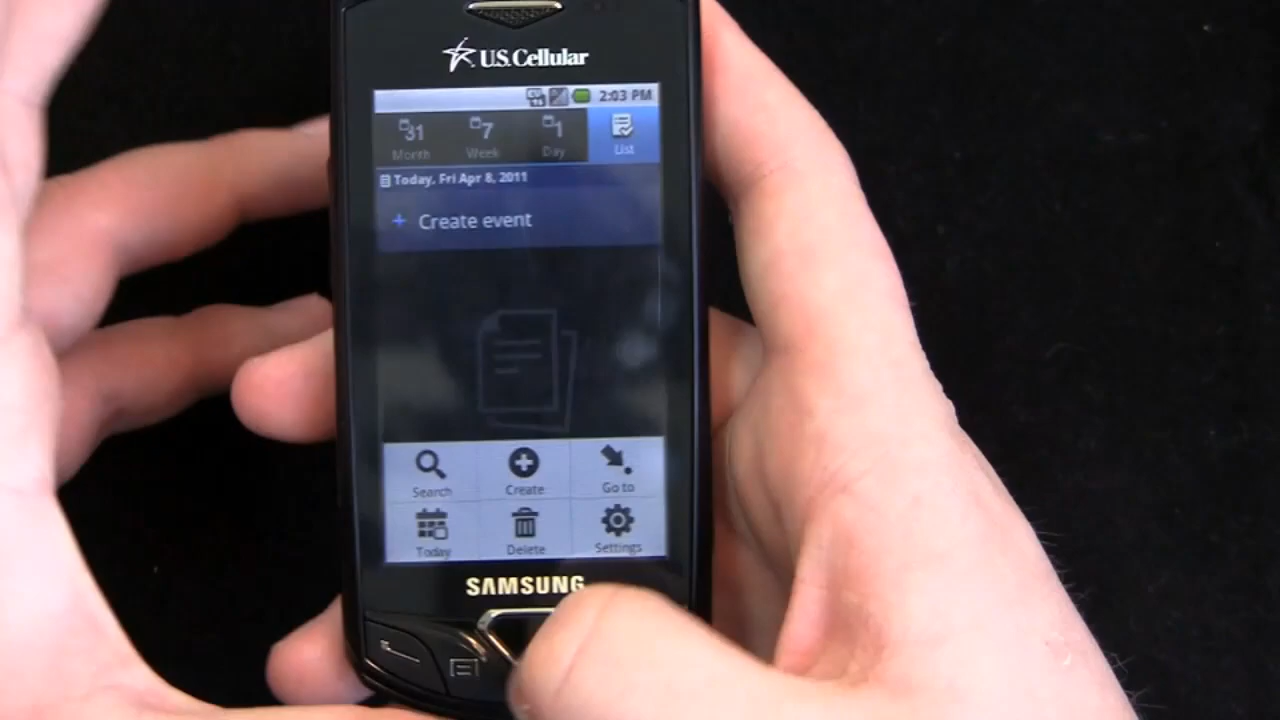 U.S. Cellular
2:03 PM
31 7 1
Month Week Day List
Today, Fri Apr 8, 2011
+ Create event
Search Create Go to
Today Delete Settings
SAMSUNG